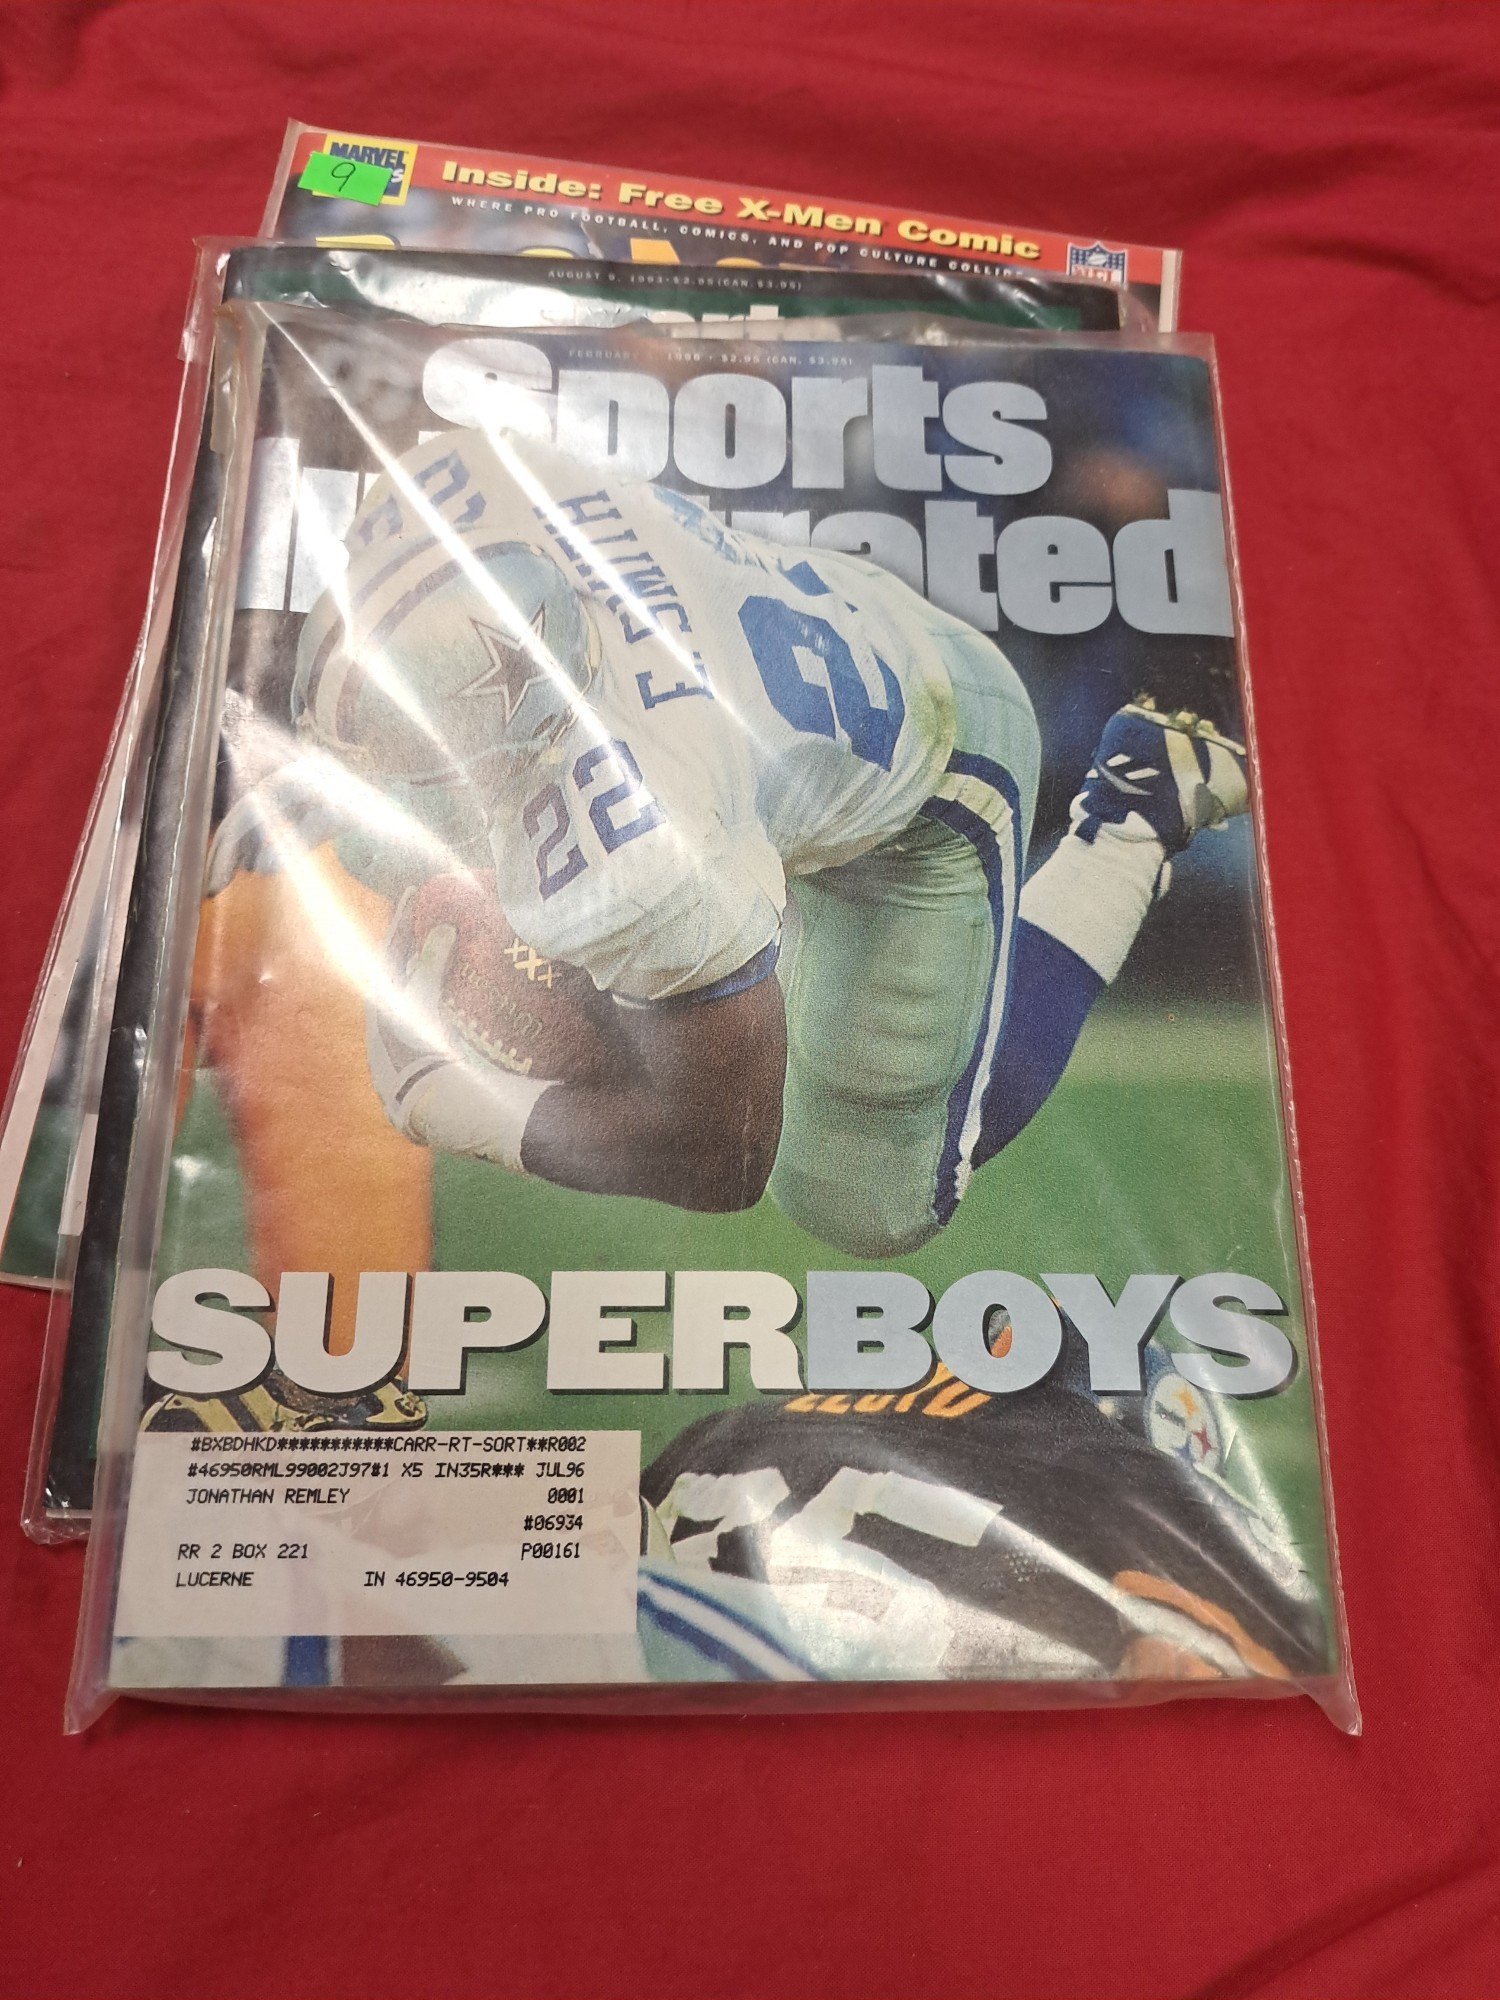 MARVEL
9
Inside: Free X-Men Comic
WHERE PRO FOOTBALL, COMICS, AND POP CULTURE COLLIDE
NFL
AUGUST 9, 1993 • $2.95 (CAN. $3.95)
FEBRUARY 1996 • $2.95 (CAN. $3.95)
Sports
Illustrated
E. SMITH
22
22
SUPERBOYS
LLOYD
#BXBDHKD***********CARR-RT-SORT**R002
#46950RML99002J97#1 X5 IN35R*** JUL96
JONATHAN REMLEY 0001
#06934
RR 2 BOX 221 P00161
LUCERNE IN 46950-9504